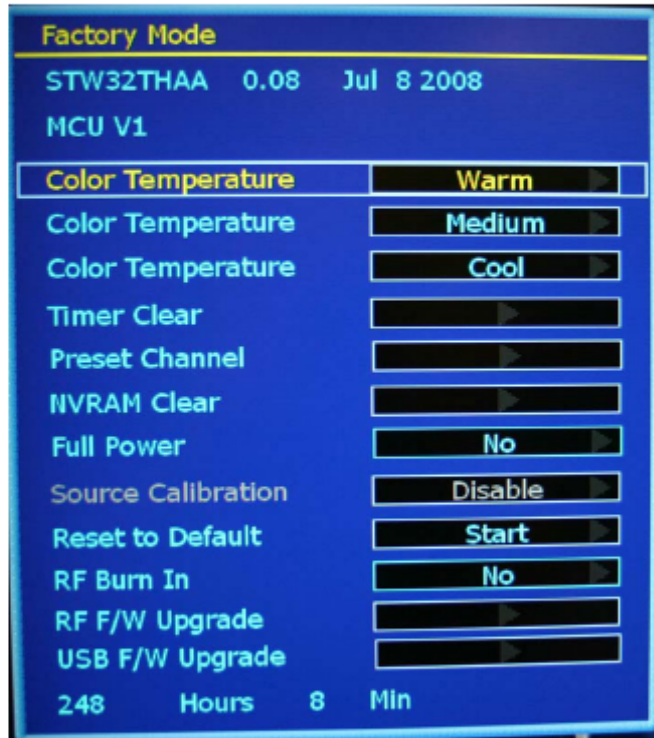 Factory Mode
STW32THAA 0.08 Jul 8 2008
MCU V1
Color Temperature Warm
Color Temperature Medium
Color Temperature Cool
Timer Clear
Preset Channel
NVRAM Clear
Full Power No
Source Calibration Disable
Reset to Default Start
RF Burn In No
RF F/W Upgrade
USB F/W Upgrade
248 Hours 8 Min